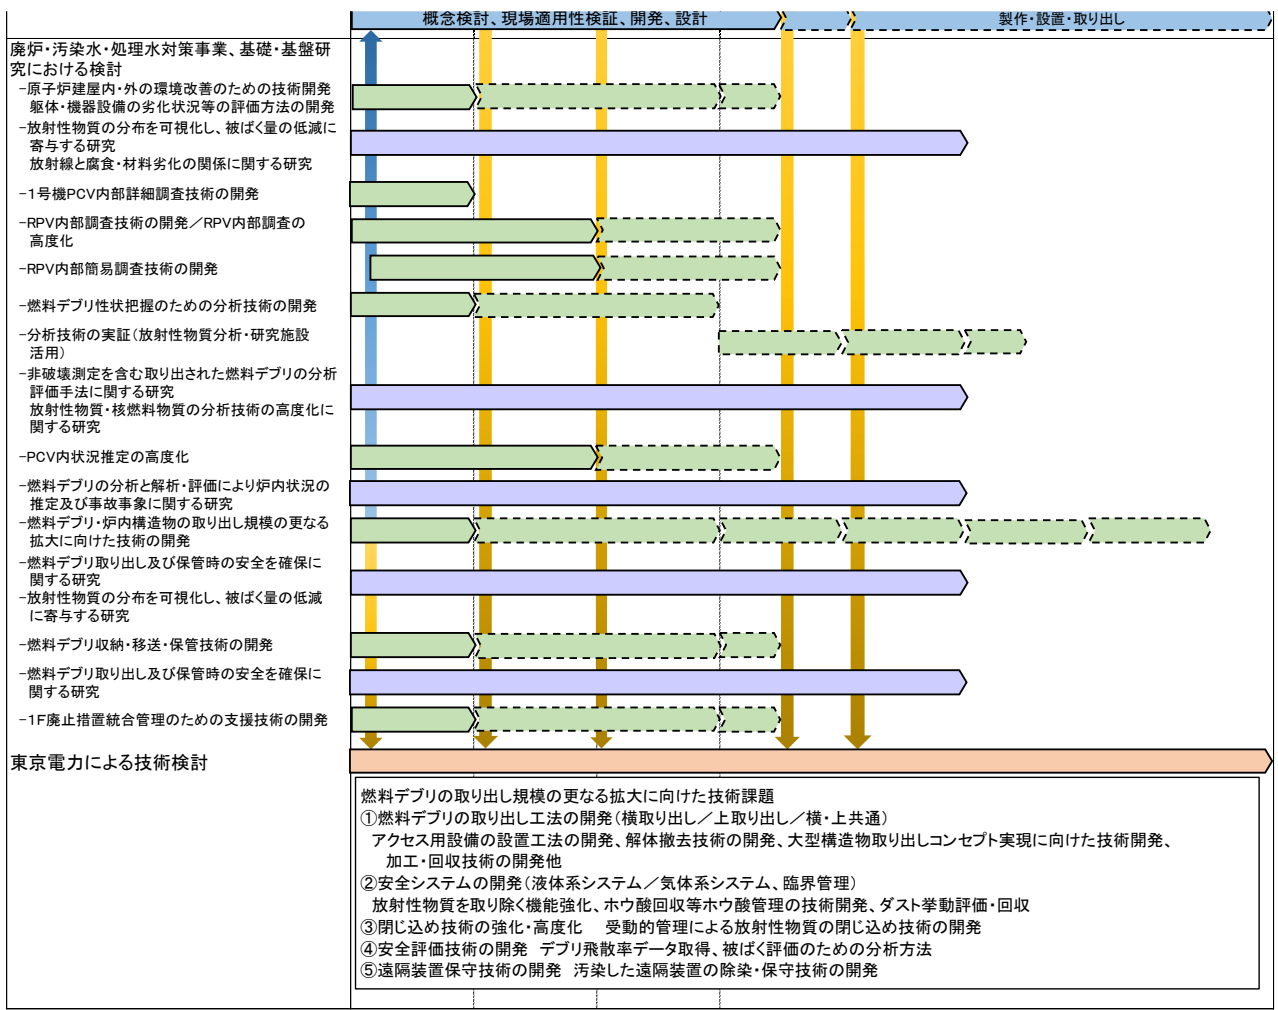 概念検討、現場適用性検証、開発、設計
製作・設置・取り出し
廃炉・汚染水・処理水対策事業、基礎・基盤研
究における検討
－原子炉建屋内・外の環境改善のための技術開発
躯体・機器設備の劣化状況等の評価方法の開発
－放射性物質の分布を可視化し、被ばく量の低減に
寄与する研究
放射線と腐食・材料劣化の関係に関する研究
－1号機PCV内部詳細調査技術の開発
－RPV内部調査技術の開発／RPV内部調査の
高度化
－RPV内部簡易調査技術の開発
－燃料デブリ性状把握のための分析技術の開発
－分析技術の実証（放射性物質分析・研究施設
活用）
－非破壊測定を含む取り出された燃料デブリの分析
評価手法に関する研究
放射性物質・核燃料物質の分析技術の高度化に
関する研究
－PCV内状況推定の高度化
－燃料デブリの分析と解析・評価により炉内状況の
推定及び事故事象に関する研究
－燃料デブリ・炉内構造物の取り出し規模の更なる
拡大に向けた技術の開発
－燃料デブリ取り出し及び保管時の安全を確保に
関する研究
－放射性物質の分布を可視化し、被ばく量の低減
に寄与する研究
－燃料デブリ収納・移送・保管技術の開発
－燃料デブリ取り出し及び保管時の安全を確保に
関する研究
－1F廃止措置統合管理のための支援技術の開発
東京電力による技術検討
燃料デブリの取り出し規模の更なる拡大に向けた技術課題
①燃料デブリの取り出し工法の開発（横取り出し／上取り出し／横・上共通）
アクセス用設備の設置工法の開発、解体撤去技術の開発、大型構造物取り出しコンセプト実現に向けた技術開発、
加工・回収技術の開発他
②安全システムの開発（液体系システム／気体系システム、臨界管理）
放射性物質を取り除く機能強化、ホウ酸回収等ホウ酸管理の技術開発、ダスト挙動評価・回収
③閉じ込め技術の強化・高度化　受動的管理による放射性物質の閉じ込め技術の開発
④安全評価技術の開発　デブリ飛散率データ取得、被ばく評価のための分析方法
⑤遠隔装置保守技術の開発　汚染した遠隔装置の除染・保守技術の開発